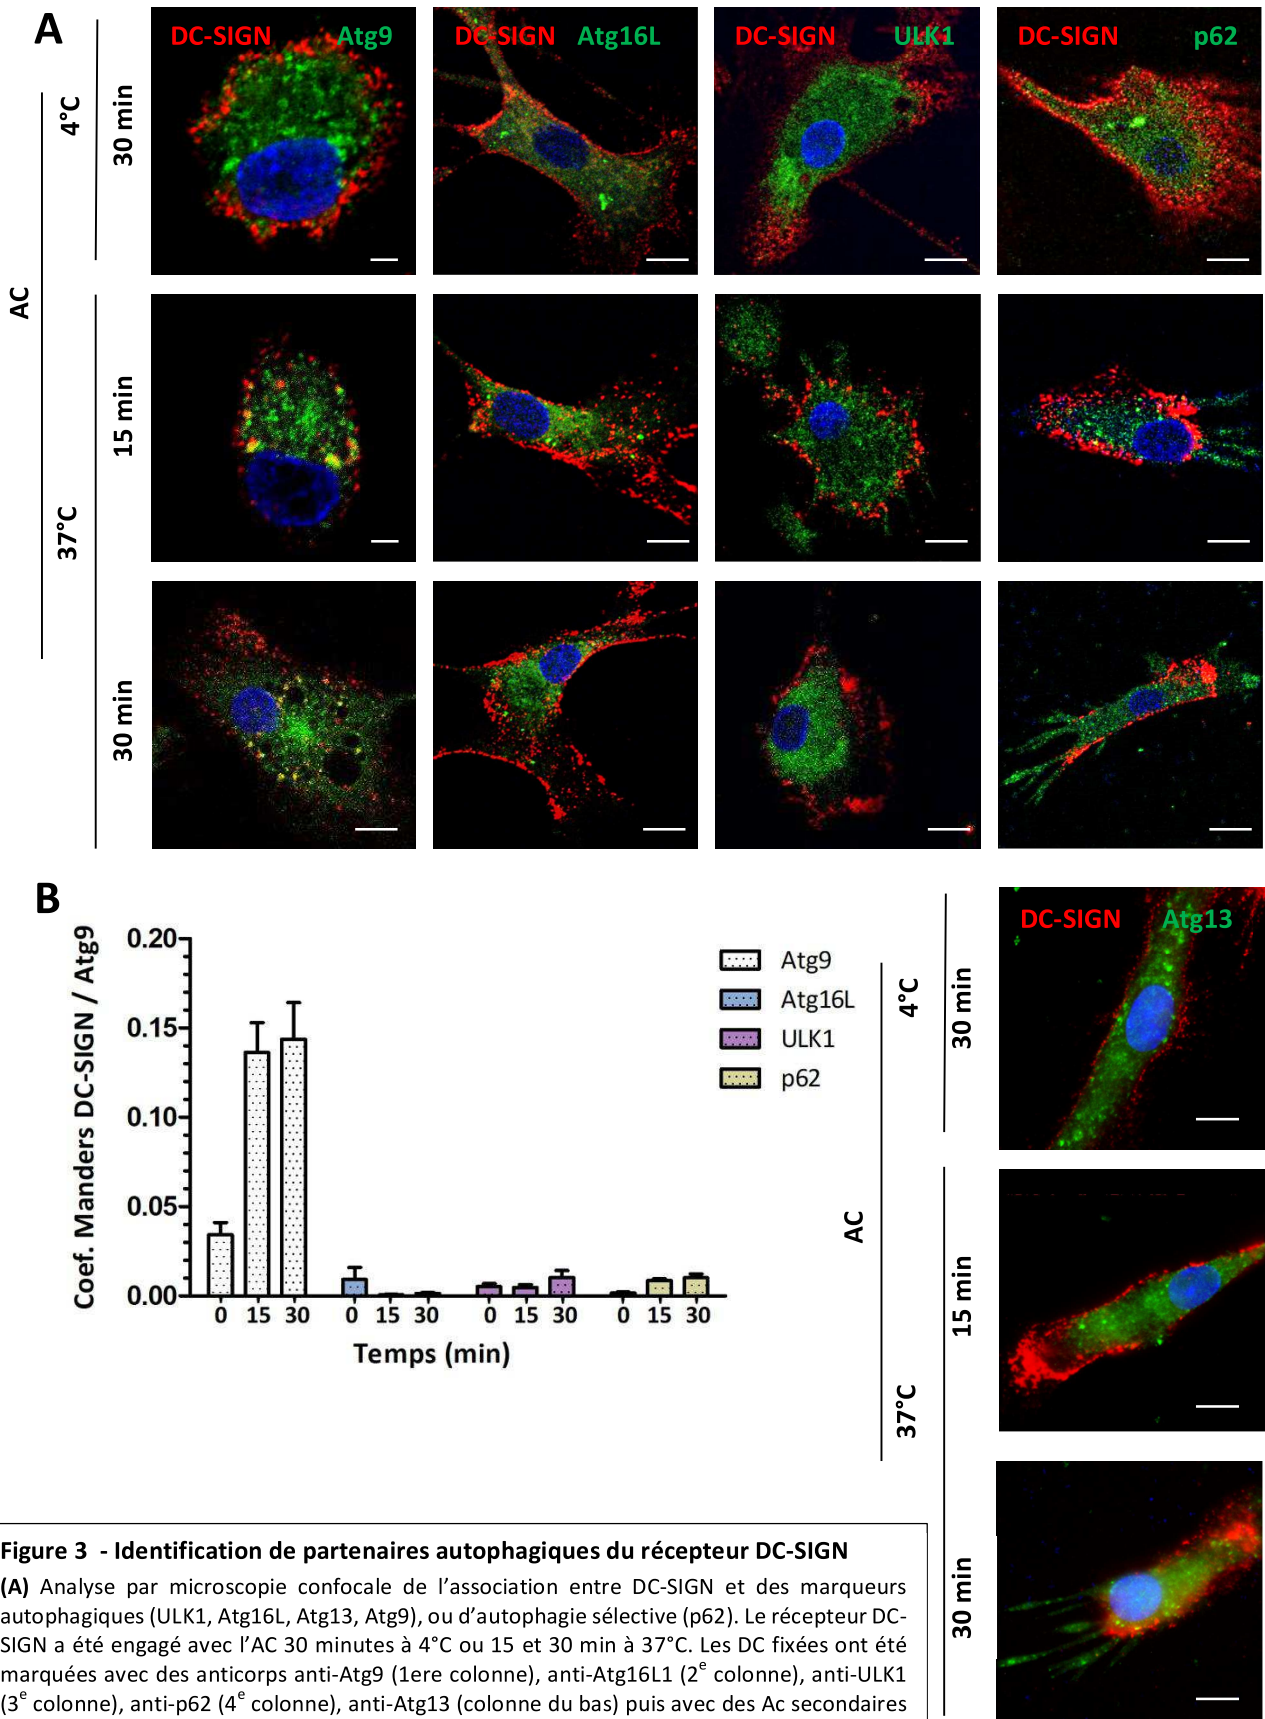 A
DC-SIGN Atg9
DC-SIGN Atg16L
DC-SIGN ULK1
DC-SIGN p62
AC
4°C
30 min
37°C
15 min
30 min
B
Coef. Manders DC-SIGN / Atg9
0.20
0.15
0.10
0.05
0.00
0 15 30 0 15 30 0 15 30 0 15 30
Temps (min)
Atg9
Atg16L
ULK1
p62
DC-SIGN Atg13
AC
4°C
30 min
37°C
15 min
30 min
Figure 3 - Identification de partenaires autophagiques du récepteur DC-SIGN
(A) Analyse par microscopie confocale de l’association entre DC-SIGN et des marqueurs
autophagiques (ULK1, Atg16L, Atg13, Atg9), ou d’autophagie sélective (p62). Le récepteur DC-
SIGN a été engagé avec l’AC 30 minutes à 4°C ou 15 et 30 min à 37°C. Les DC fixées ont été
marquées avec des anticorps anti-Atg9 (1ere colonne), anti-Atg16L1 (2e colonne), anti-ULK1
(3e colonne), anti-p62 (4e colonne), anti-Atg13 (colonne du bas) puis avec des Ac secondaires